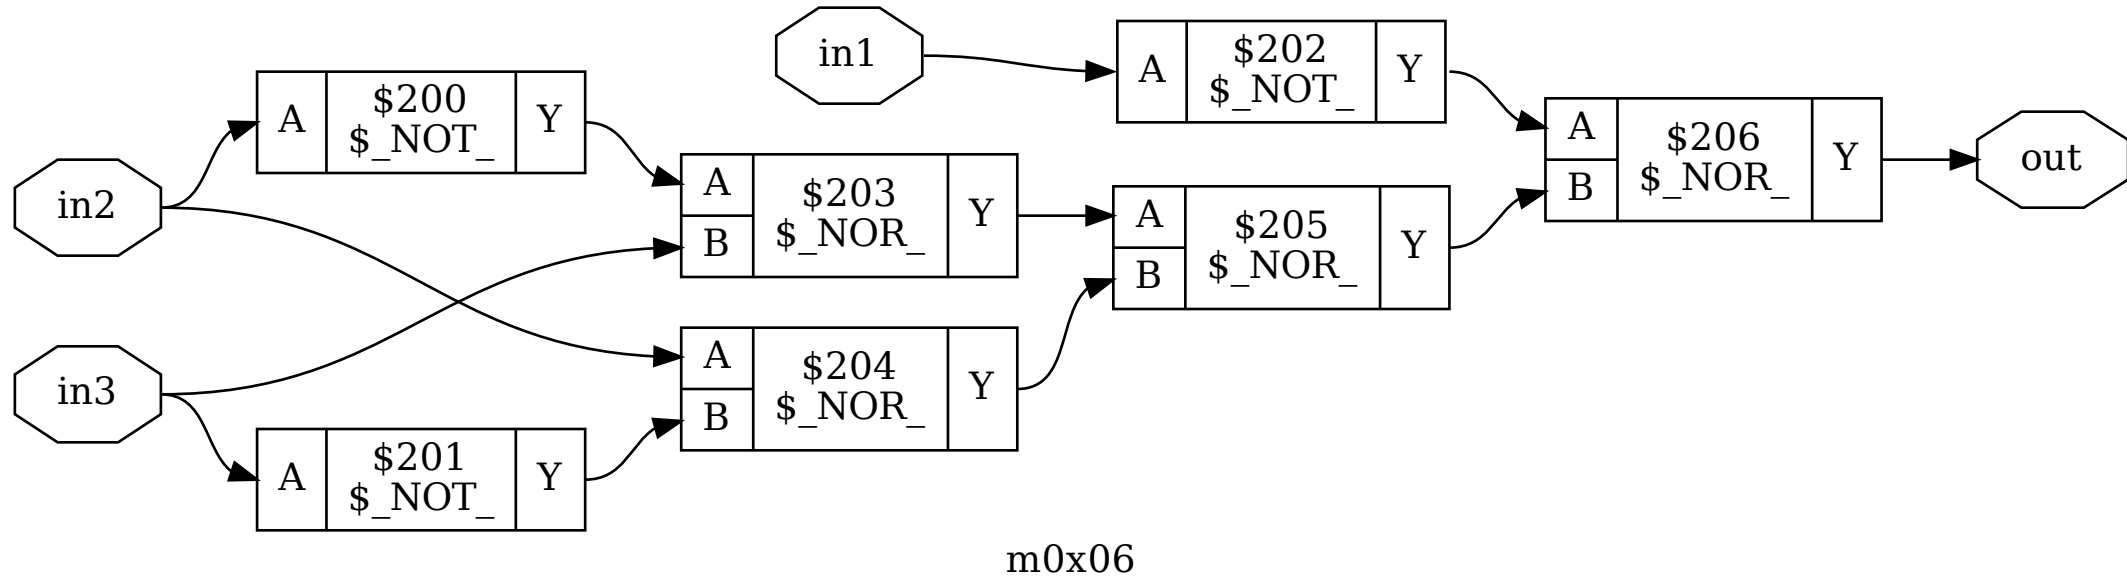 in1
A
$202
$_NOT_
Y
A
$200
$_NOT_
Y
in2
A
B
$203
$_NOR_
Y
A
B
$206
$_NOR_
Y
out
A
B
$205
$_NOR_
Y
in3
A
B
$204
$_NOR_
Y
A
$201
$_NOT_
Y
m0x06